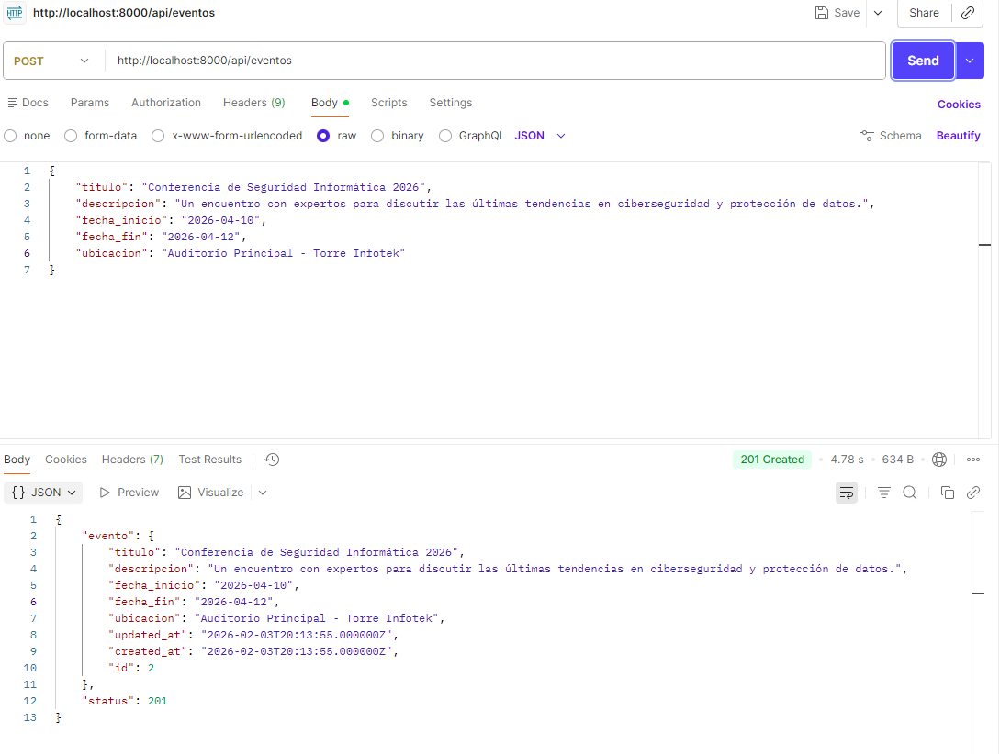 HTTP http://localhost:8000/api/eventos Save Share
POST http://localhost:8000/api/eventos Send
Docs Params Authorization Headers (9) Body Scripts Settings Cookies
none form-data x-www-form-urlencoded raw binary GraphQL JSON Schema Beautify
1 {
2 "titulo": "Conferencia de Seguridad Informática 2026",
3 "descripcion": "Un encuentro con expertos para discutir las últimas tendencias en ciberseguridad y protección de datos.",
4 "fecha_inicio": "2026-04-10",
5 "fecha_fin": "2026-04-12",
6 "ubicacion": "Auditorio Principal - Torre Infotek"
7 }
Body Cookies Headers (7) Test Results 201 Created • 4.78 s • 634 B •
{} JSON Preview Visualize
1 {
2 "evento": {
3 "titulo": "Conferencia de Seguridad Informática 2026",
4 "descripcion": "Un encuentro con expertos para discutir las últimas tendencias en ciberseguridad y protección de datos.",
5 "fecha_inicio": "2026-04-10",
6 "fecha_fin": "2026-04-12",
7 "ubicacion": "Auditorio Principal - Torre Infotek",
8 "updated_at": "2026-02-03T20:13:55.000000Z",
9 "created_at": "2026-02-03T20:13:55.000000Z",
10 "id": 2
11 },
12 "status": 201
13 }